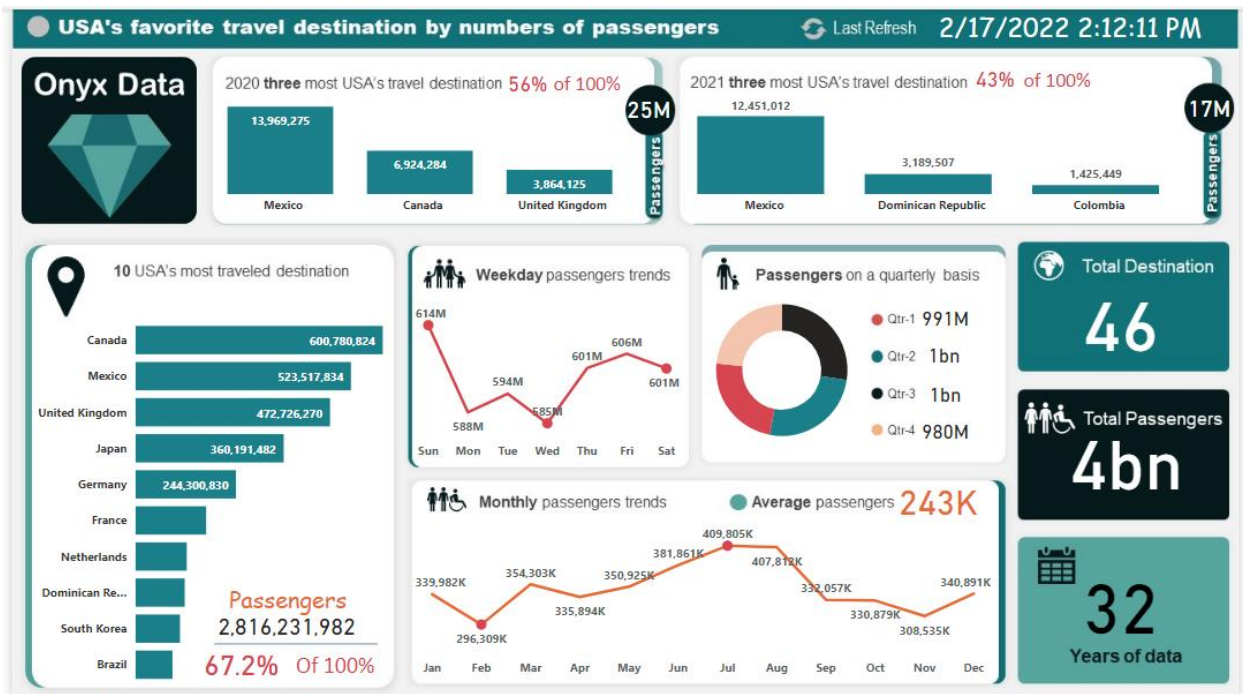 USA's favorite travel destination by numbers of passengers
Last Refresh 2/17/2022 2:12:11 PM
Onyx Data
2020 three most USA's travel destination 56% of 100%
25M
Passengers
13,969,275
6,924,284
3,864,125
Mexico Canada United Kingdom
2021 three most USA's travel destination 43% of 100%
17M
Passengers
12,451,012
3,189,507
1,425,449
Mexico Dominican Republic Colombia
10 USA's most traveled destination
Canada 600,780,824
Mexico 523,517,834
United Kingdom 472,726,270
Japan 360,191,482
Germany 244,300,830
France
Netherlands
Dominican Re...
South Korea
Brazil
Passengers
2,816,231,982
67.2% Of 100%
Weekday passengers trends
614M
588M
594M
585M
601M
606M
601M
Sun Mon Tue Wed Thu Fri Sat
Passengers on a quarterly basis
Qtr-1 991M
Qtr-2 1bn
Qtr-3 1bn
Qtr-4 980M
Monthly passengers trends
Average passengers 243K
339,982K
296,309K
354,303K
335,894K
350,925K
381,861K
409,805K
407,812K
332,057K
330,879K
308,535K
340,891K
Jan Feb Mar Apr May Jun Jul Aug Sep Oct Nov Dec
Total Destination
46
Total Passengers
4bn
32
Years of data